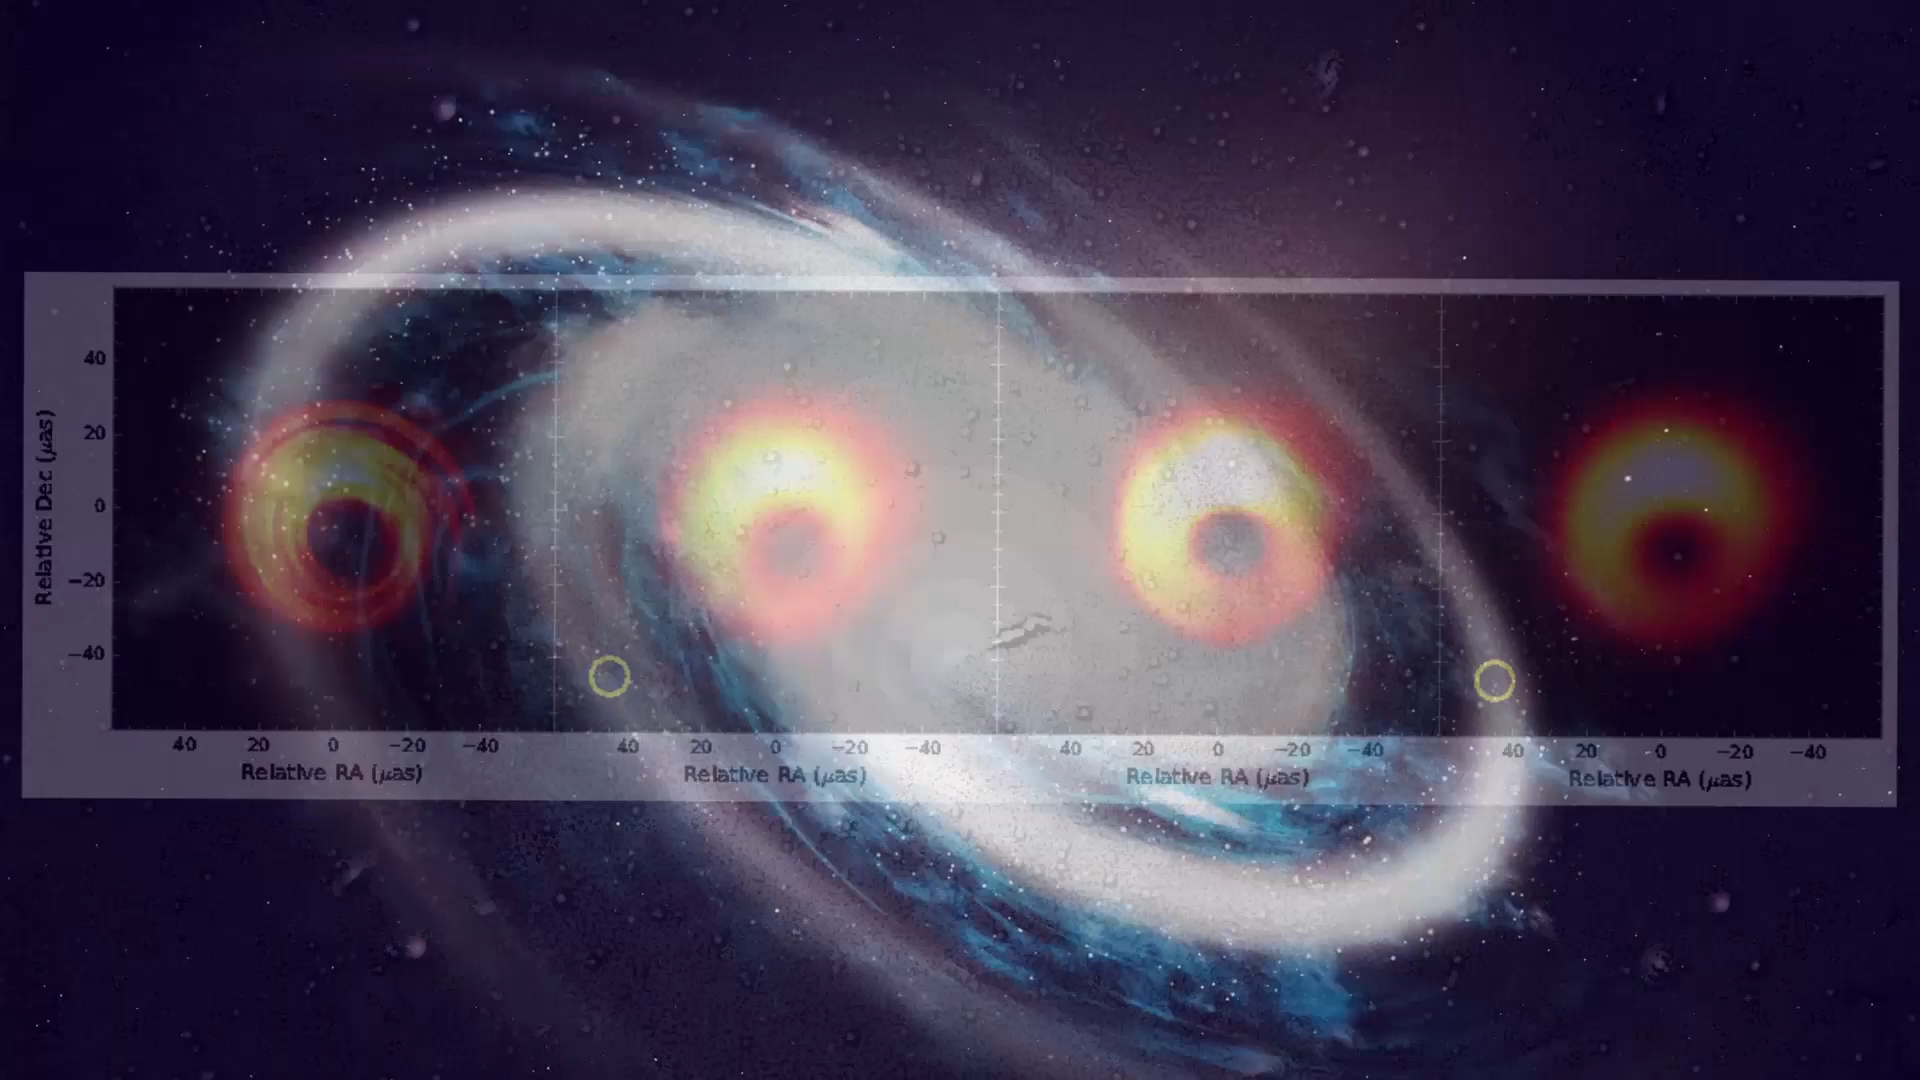 Relative Dec (μas)
40
20
0
−20
−40
40 20 0 −20 −40 40 20 0 −20 −40 40 20 0 −20 −40 40 20 0 −20 −40
Relative RA (μas) Relative RA (μas) Relative RA (μas) Relative RA (μas)